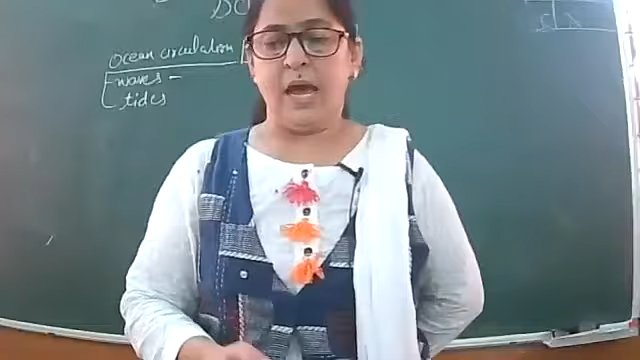 ocean circulation
waves -
tides